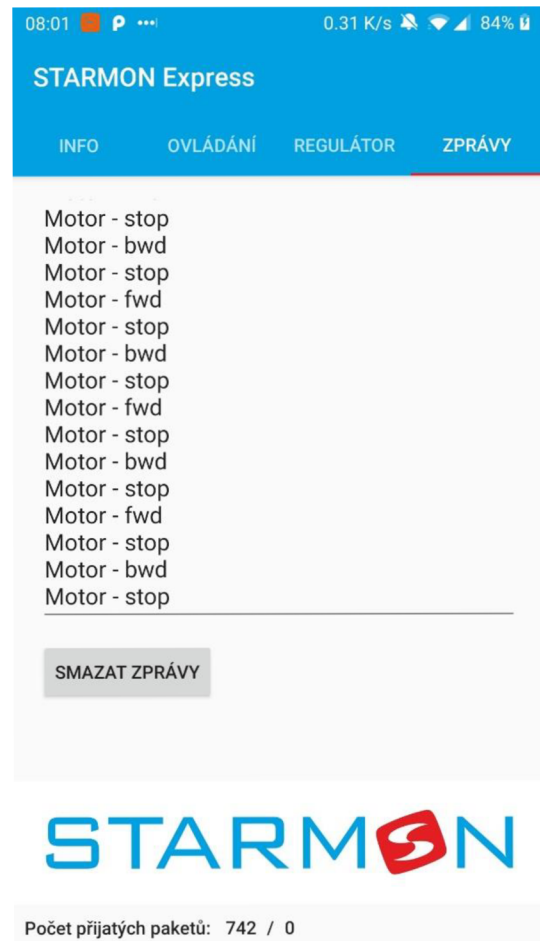 08:01 0.31 K/s 84%
STARMON Express
INFO OVLÁDÁNÍ REGULÁTOR ZPRÁVY
Motor - stop
Motor - bwd
Motor - stop
Motor - fwd
Motor - stop
Motor - bwd
Motor - stop
Motor - fwd
Motor - stop
Motor - bwd
Motor - stop
Motor - fwd
Motor - stop
Motor - bwd
Motor - stop
SMAZAT ZPRÁVY
STARMON
Počet přijatých paketů: 742 / 0